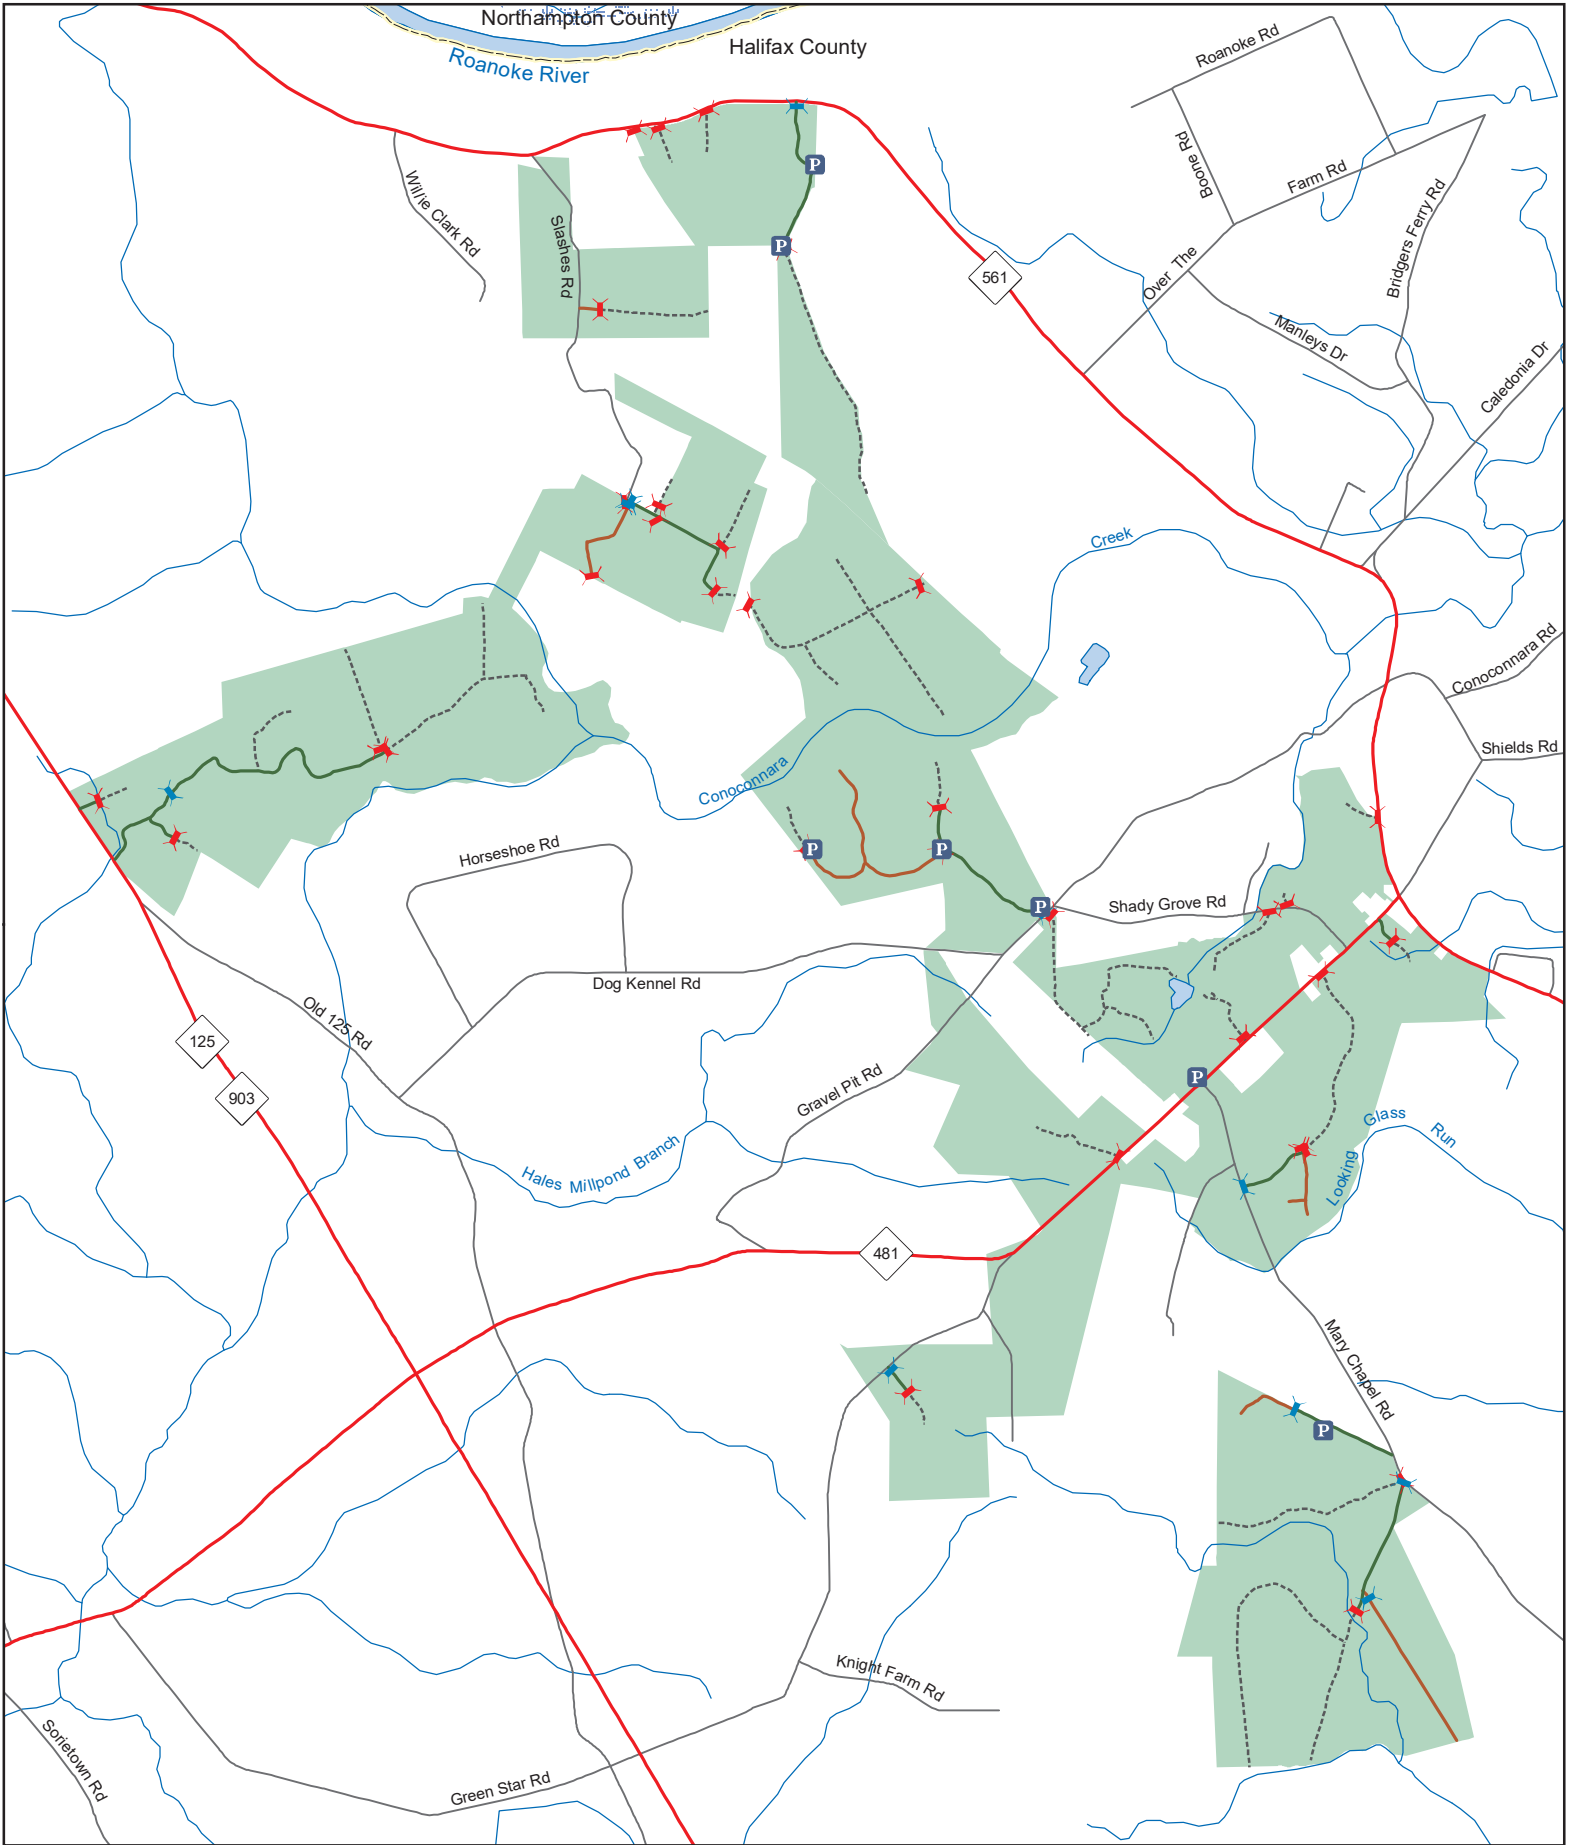 Northampton County
Halifax County
Roanoke River
Roanoke Rd
Boone Rd
Farm Rd
Willie Clark Rd
Slashes Rd
P
P
561
Over The
Bridgers Ferry Rd
Manleys Dr
Caledonia Dr
Creek
Conoconnara Rd
Shields Rd
Conoconnara
Horseshoe Rd
P
P
P
Shady Grove Rd
Dog Kennel Rd
Old 125 Rd
125
903
Gravel Pit Rd
P
Glass
Run
Looking
Hales Millpond Branch
481
Mary Chapel Rd
P
Knight Farm Rd
Sorietown Rd
Green Star Rd